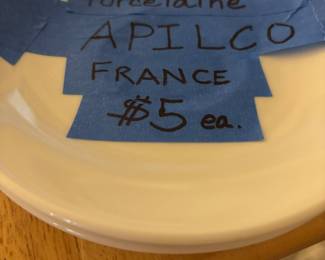 Porcelaine
APILCO
FRANCE
$5 ea.